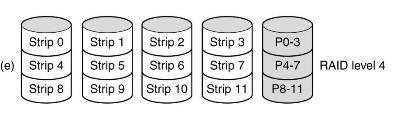 Strip 0 Strip 1 Strip 2 Strip 3 P0-3
(e) Strip 4 Strip 5 Strip 6 Strip 7 P4-7 RAID level 4
Strip 8 Strip 9 Strip 10 Strip 11 P8-11